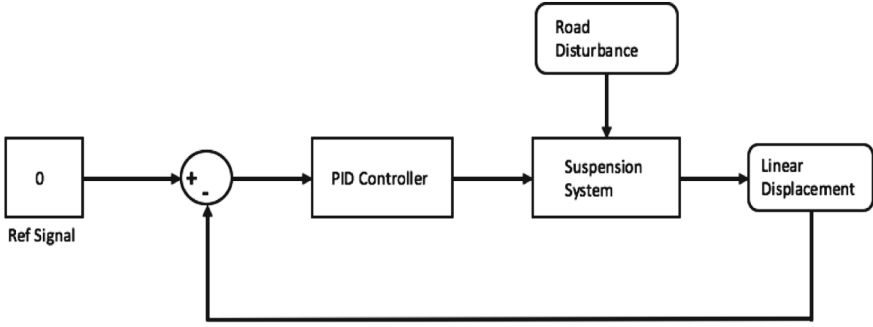 Road
Disturbance
0
+
-
PID Controller
Suspension
System
Linear
Displacement
Ref Signal